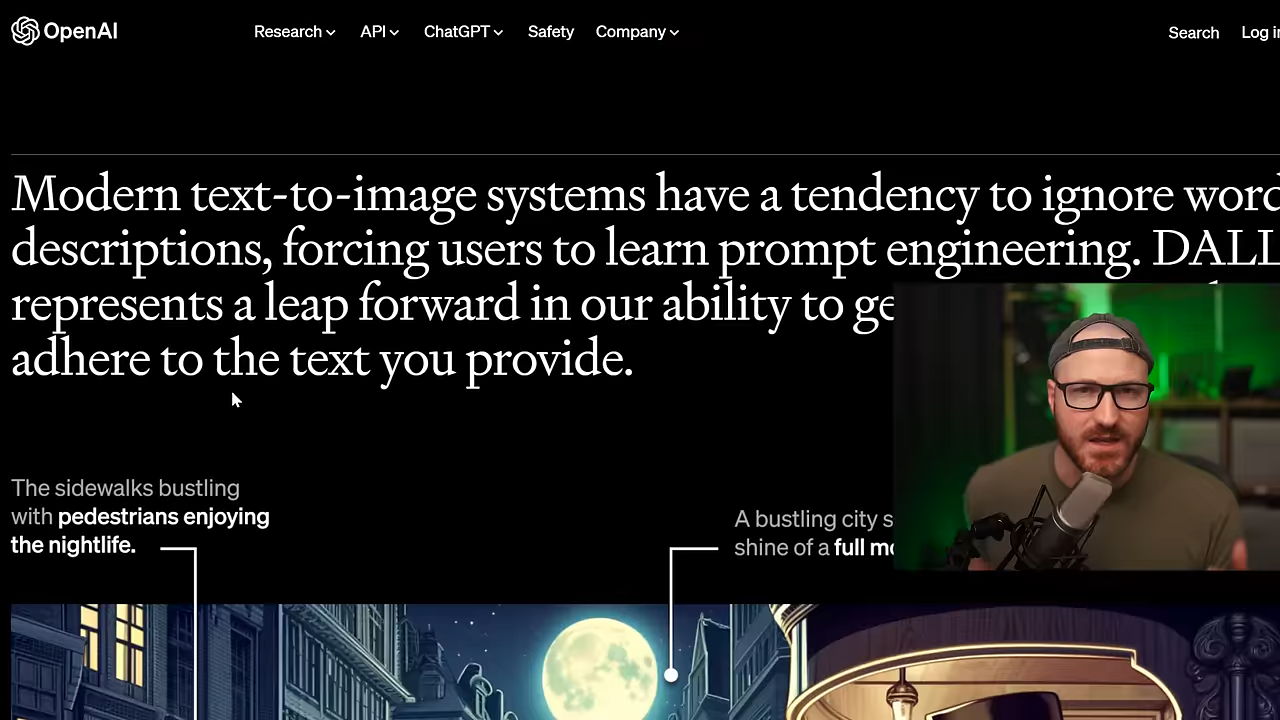 OpenAI
Research API ChatGPT Safety Company Search Log
Modern text-to-image systems have a tendency to ignore
descriptions, forcing users to learn prompt engineering. DALL
represents a leap forward in our ability to
adhere to the text you provide.
The sidewalks bustling
with pedestrians enjoying
the nightlife.
A bustling city
shine of a full